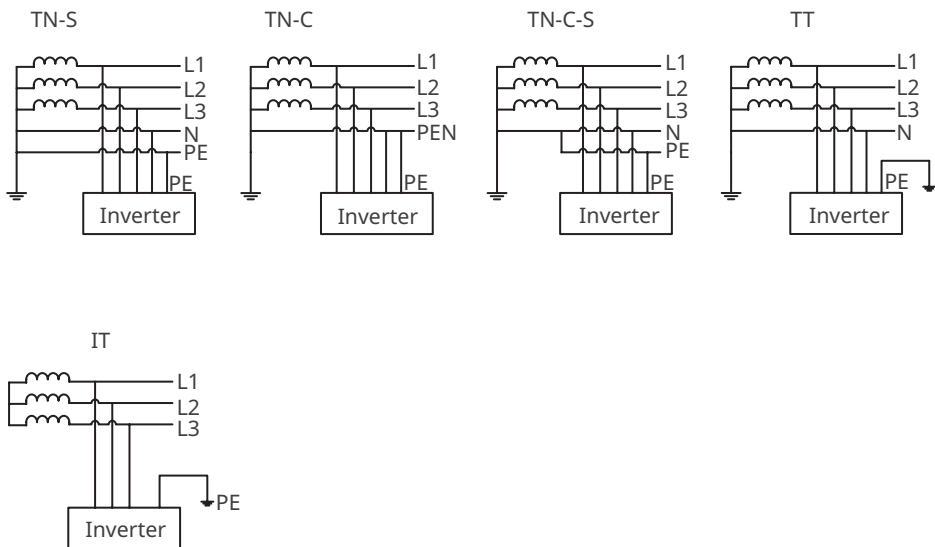 TN-S
TN-C
TN-C-S
TT
L1
L2
L3
N
PE
PE
Inverter
L1
L2
L3
PEN
PE
Inverter
L1
L2
L3
N
PE
PE
Inverter
L1
L2
L3
N
PE
Inverter
IT
L1
L2
L3
PE
Inverter